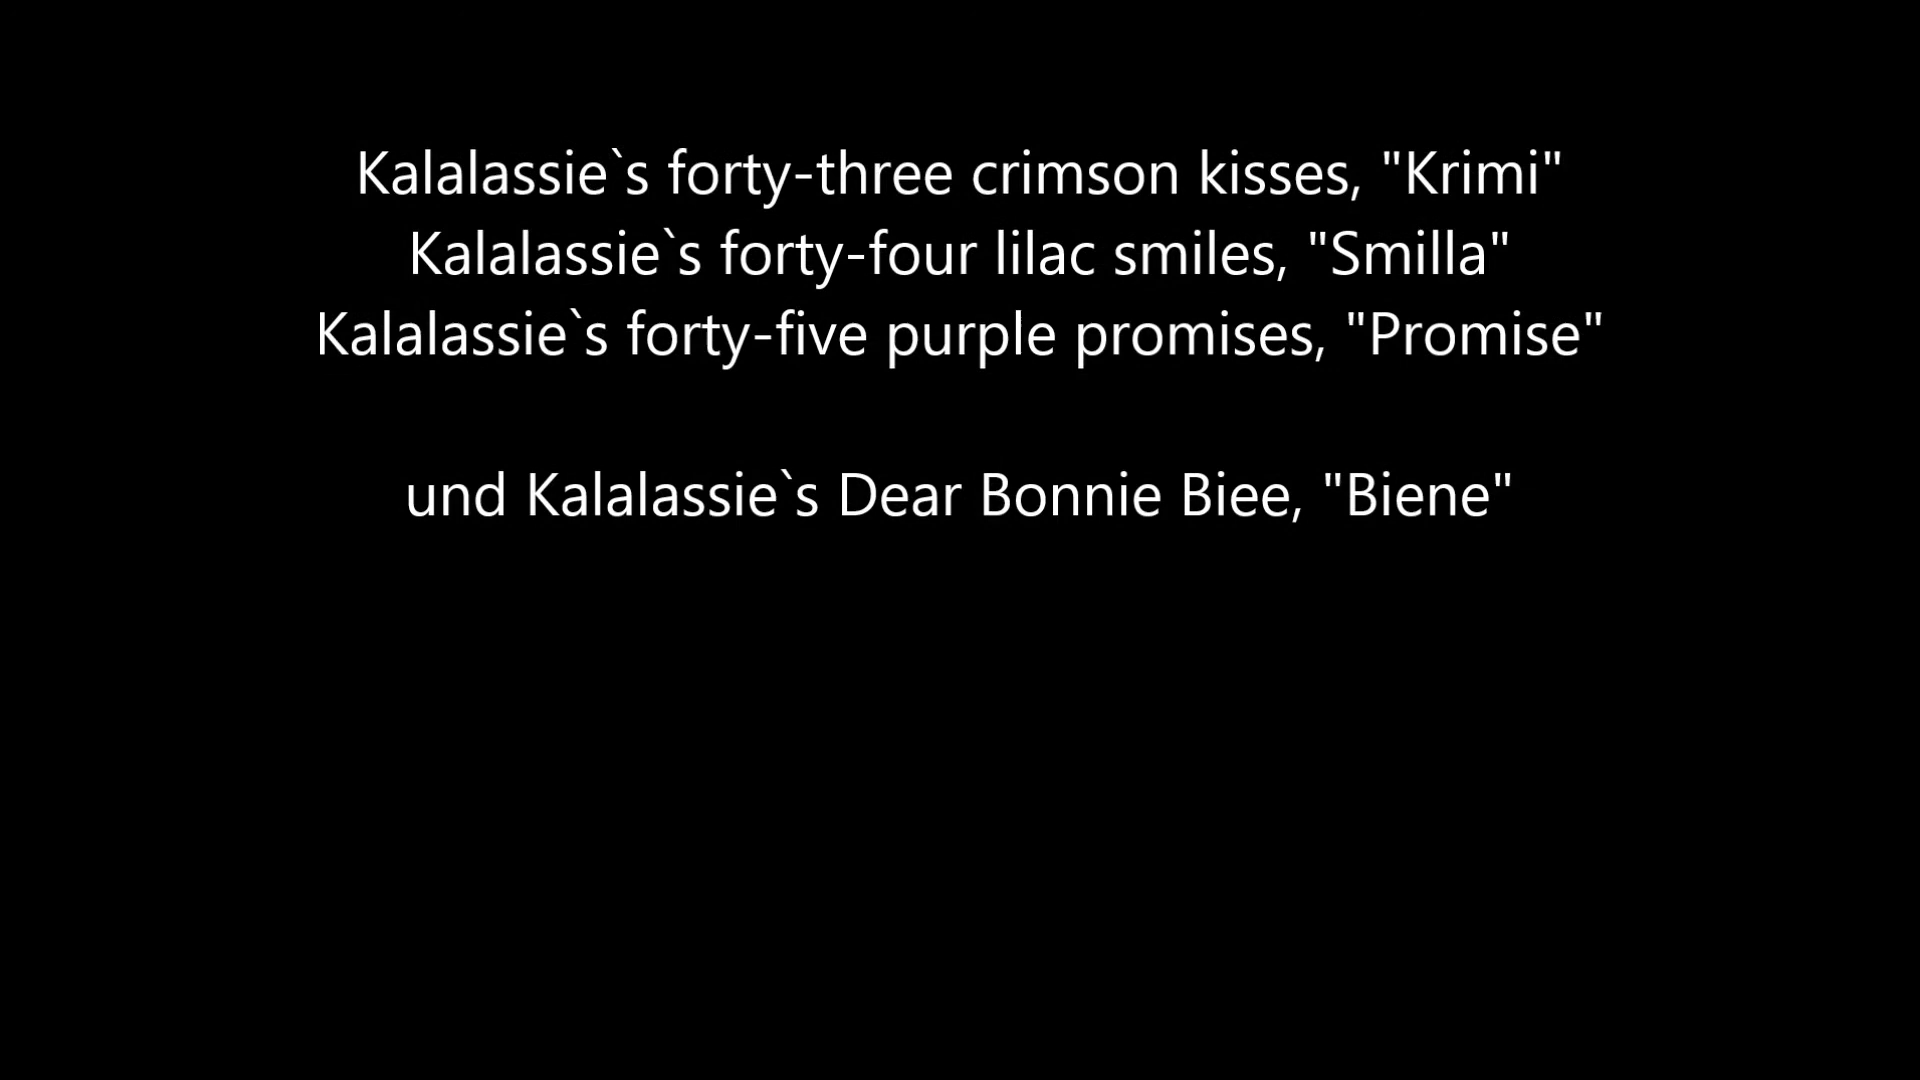 Kalalassie`s forty-three crimson kisses, "Krimi"
Kalalassie`s forty-four lilac smiles, "Smilla"
Kalalassie`s forty-five purple promises, "Promise"
und Kalalassie`s Dear Bonnie Biee, "Biene"